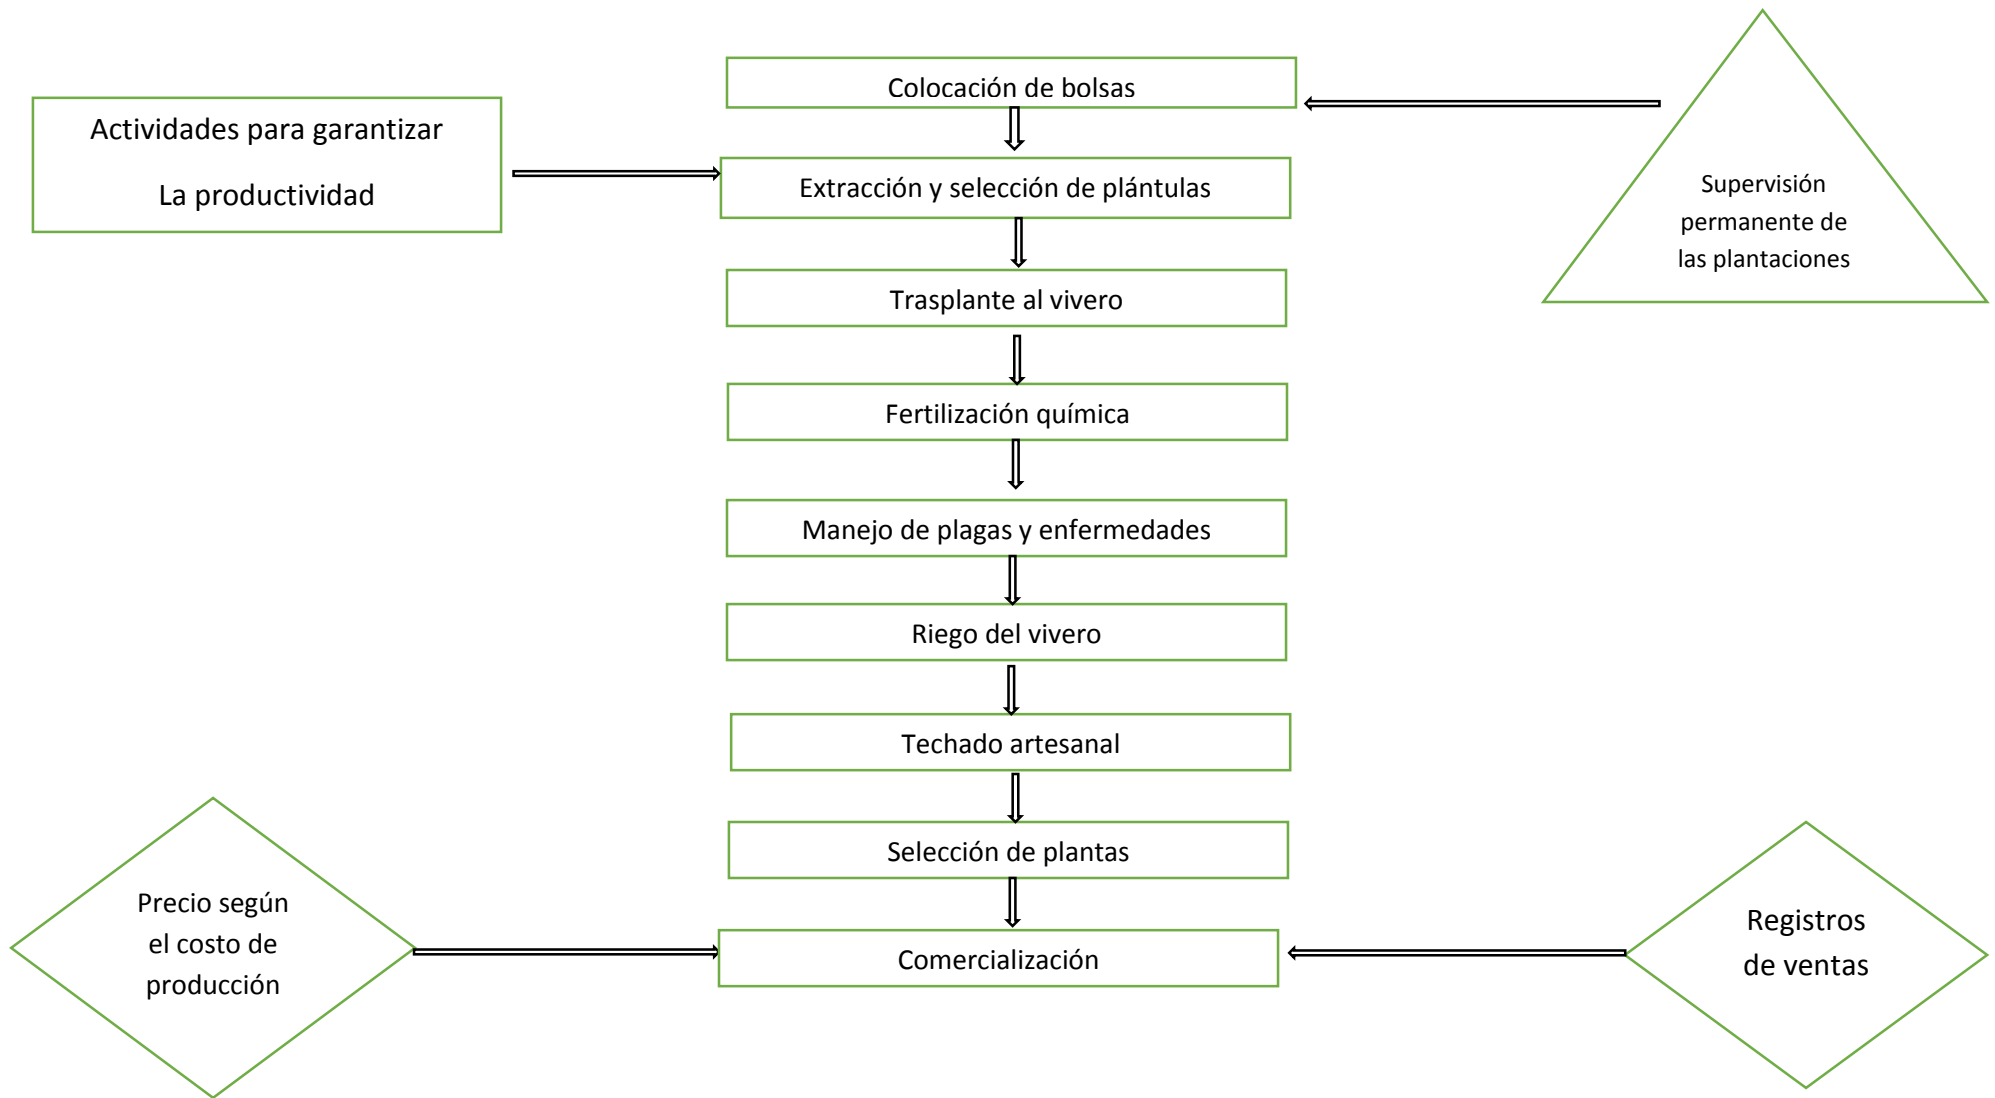 Colocación de bolsas
Actividades para garantizar
La productividad
Extracción y selección de plántulas
Supervisión
permanente de
las plantaciones
Trasplante al vivero
Fertilización química
Manejo de plagas y enfermedades
Riego del vivero
Techado artesanal
Selección de plantas
Precio según
el costo de
producción
Comercialización
Registros
de ventas